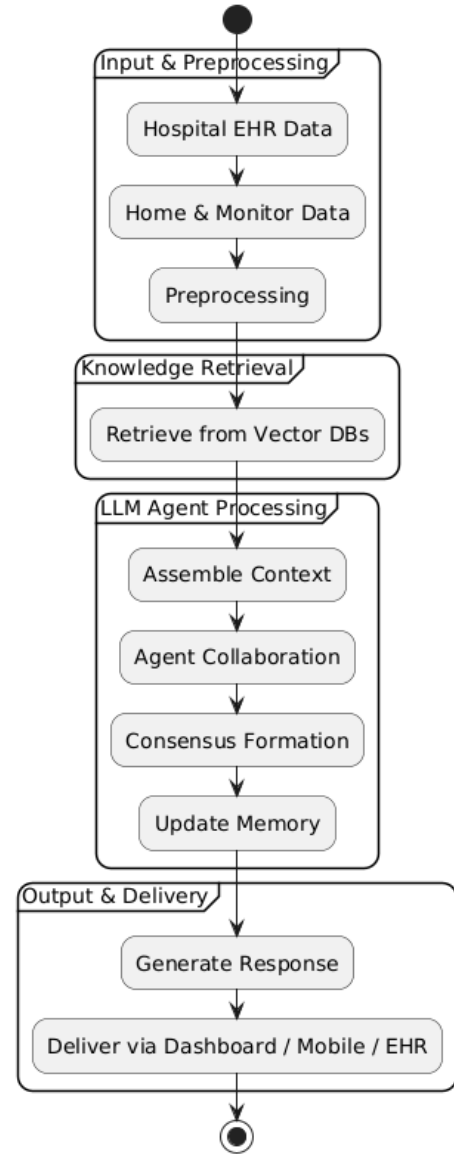 Input & Preprocessing
Hospital EHR Data
Home & Monitor Data
Preprocessing
Knowledge Retrieval
Retrieve from Vector DBs
LLM Agent Processing
Assemble Context
Agent Collaboration
Consensus Formation
Update Memory
Output & Delivery
Generate Response
Deliver via Dashboard / Mobile / EHR